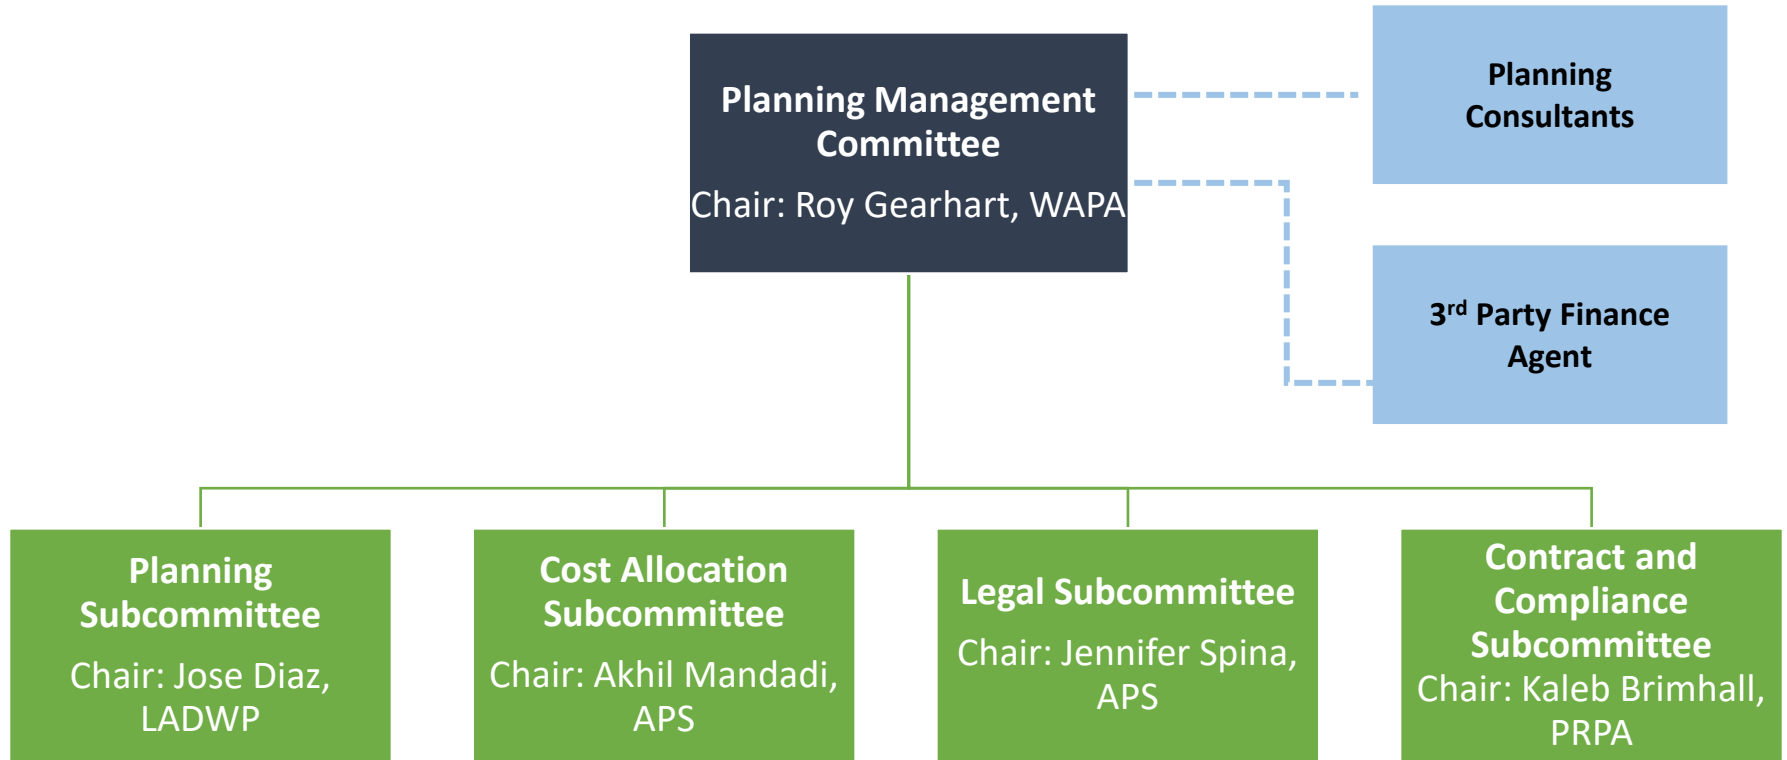 Planning Management
Committee
Chair: Roy Gearhart, WAPA
Planning
Consultants
3rd Party Finance
Agent
Planning
Subcommittee
Chair: Jose Diaz,
LADWP
Cost Allocation
Subcommittee
Chair: Akhil Mandadi,
APS
Legal Subcommittee
Chair: Jennifer Spina,
APS
Contract and
Compliance
Subcommittee
Chair: Kaleb Brimhall,
PRPA